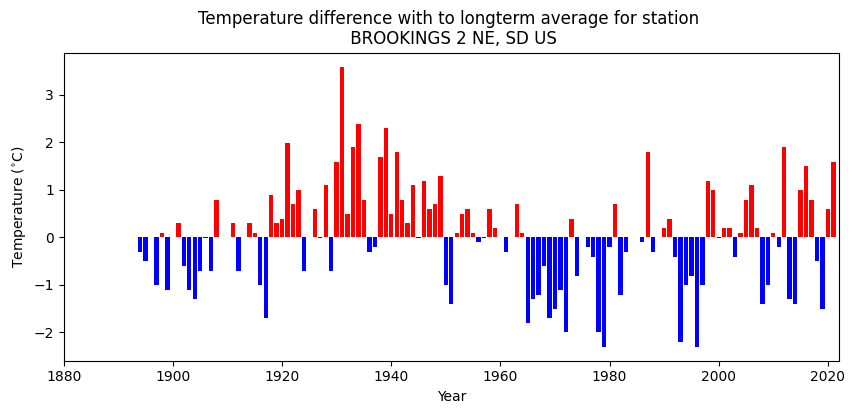 Temperature difference with to longterm average for station
BROOKINGS 2 NE, SD US
Temperature (°C)
3
2
1
0
−1
−2
1880 1900 1920 1940 1960 1980 2000 2020
Year